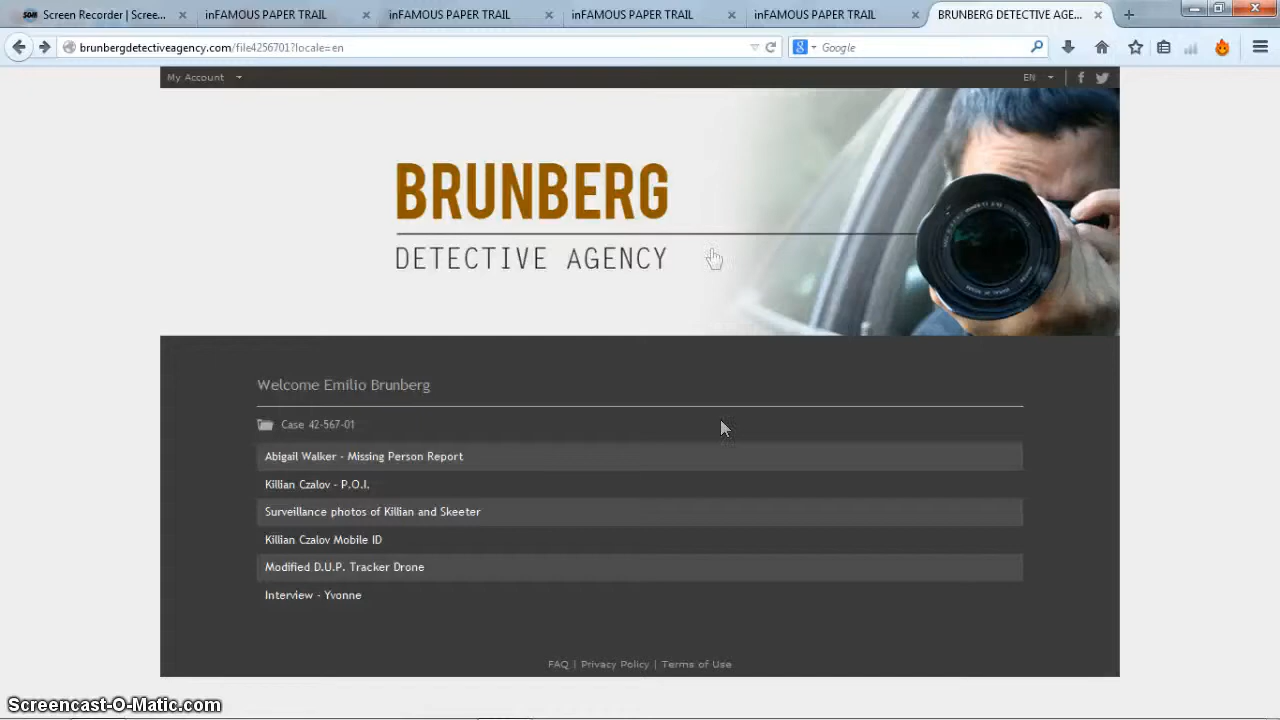 Screen Recorder | Scree...
inFAMOUS PAPER TRAIL
inFAMOUS PAPER TRAIL
inFAMOUS PAPER TRAIL
inFAMOUS PAPER TRAIL
BRUNBERG DETECTIVE AGE...
brunbergdetectiveagency.com/file4256701?locale=en
Google
My Account
EN
BRUNBERG
DETECTIVE AGENCY
Welcome Emilio Brunberg
Case 42-567-01
Abigail Walker - Missing Person Report
Killian Czalov - P.O.I.
Surveillance photos of Killian and Skeeter
Killian Czalov Mobile ID
Modified D.U.P. Tracker Drone
Interview - Yvonne
FAQ | Privacy Policy | Terms of Use
Screencast-O-Matic.com